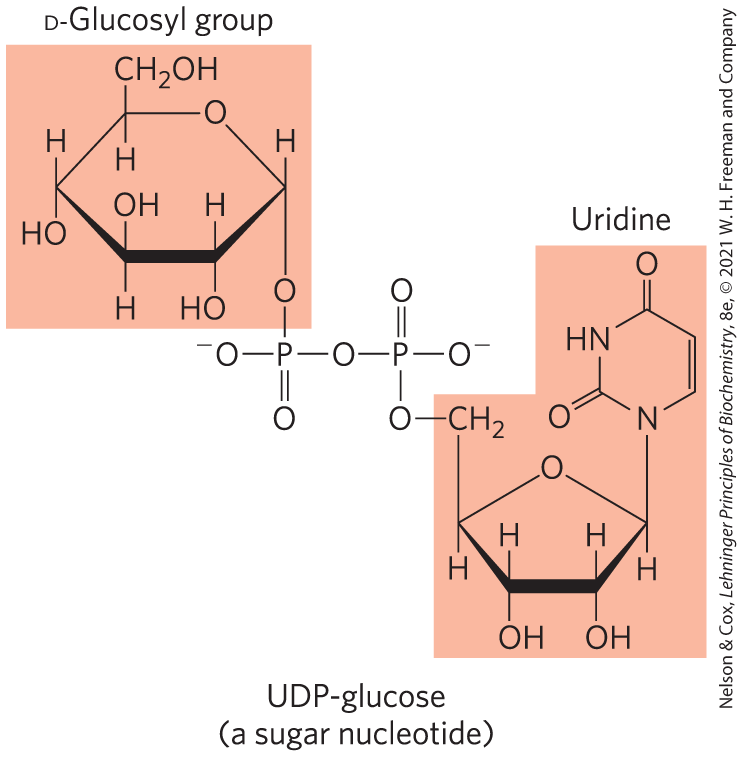 D-Glucosyl group
CH₂OH
O
H
H
H
OH
H
HO
H
HO
O
Uridine
O
HN
O
N
O
⁻O—P—O—P—O⁻
O
O—CH₂
O
H
H
H
H
OH
OH
UDP-glucose
(a sugar nucleotide)
Nelson & Cox, Lehninger Principles of Biochemistry, 8e, © 2021 W. H. Freeman and Company